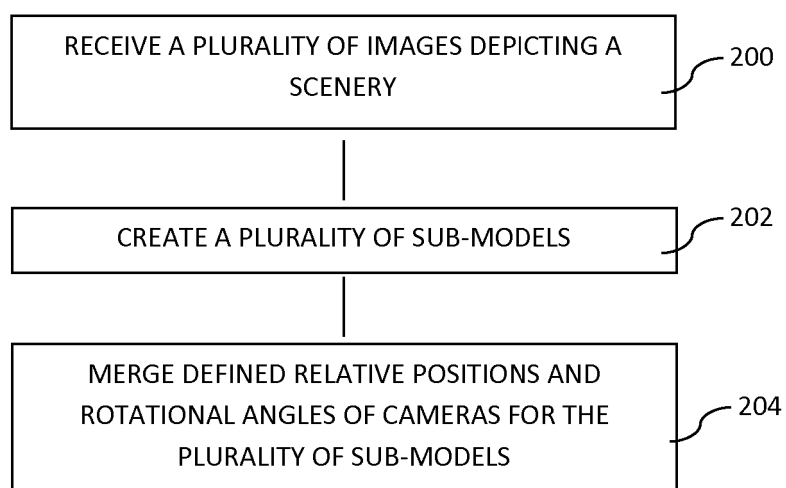 RECEIVE A PLURALITY OF IMAGES DEPICTING A
SCENERY
200
CREATE A PLURALITY OF SUB-MODELS
202
MERGE DEFINED RELATIVE POSITIONS AND
ROTATIONAL ANGLES OF CAMERAS FOR THE
PLURALITY OF SUB-MODELS
204